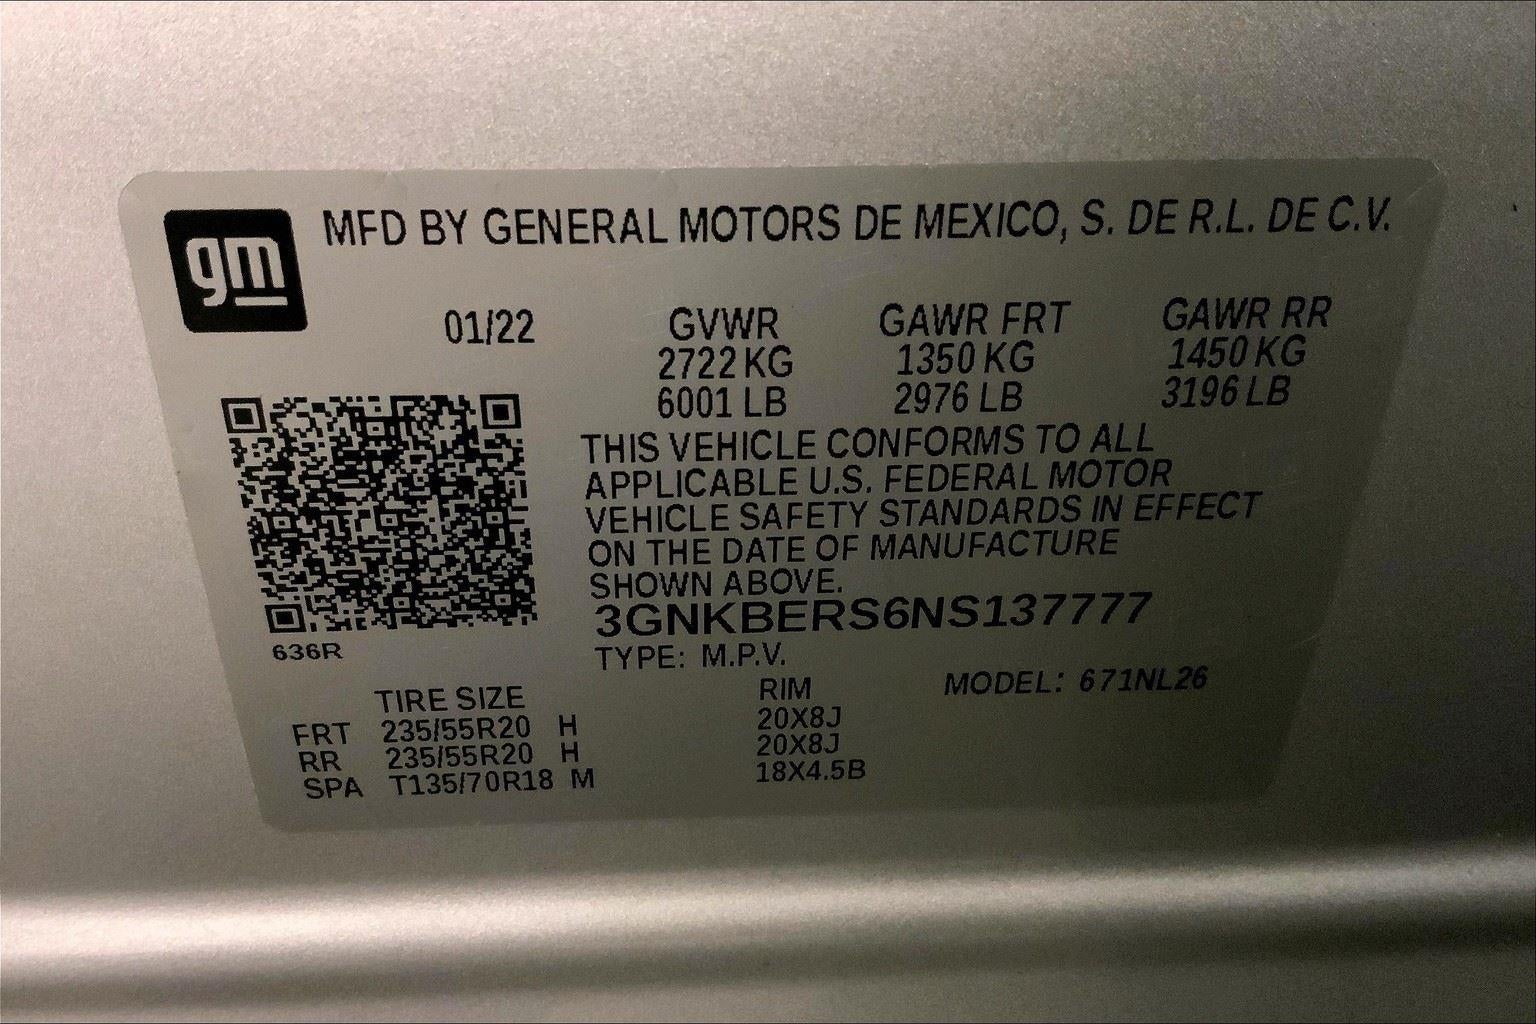 gm MFD BY GENERAL MOTORS DE MEXICO, S. DE R.L. DE C.V.
01/22 GVWR GAWR FRT GAWR RR
2722 KG 1350 KG 1450 KG
6001 LB 2976 LB 3196 LB
THIS VEHICLE CONFORMS TO ALL
APPLICABLE U.S. FEDERAL MOTOR
VEHICLE SAFETY STANDARDS IN EFFECT
ON THE DATE OF MANUFACTURE
SHOWN ABOVE.
3GNKBERS6NS137777
636R TYPE: M.P.V.
TIRE SIZE RIM MODEL: 671NL26
FRT 235/55R20 H 20X8J
RR 235/55R20 H 20X8J
SPA T135/70R18 M 18X4.5B